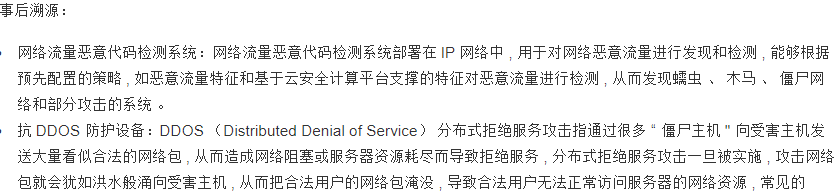 事后溯源：
网络流量恶意代码检测系统：网络流量恶意代码检测系统部署在 IP 网络中 , 用于对网络恶意流量进行发现和检测 , 能够根据
预先配置的策略 , 如恶意流量特征和基于云安全计算平台支撑的特征对恶意流量进行检测 , 从而发现蠕虫 、 木马 、 僵尸网
络和部分攻击的系统 。
抗 DDOS 防护设备：DDOS （ Distributed Denial of Service ） 分布式拒绝服务攻击指通过很多 “ 僵尸主机 " 向受害主机发
送大量看似合法的网络包 , 从而造成网络阻塞或服务器资源耗尽而导致拒绝服务 , 分布式拒绝服务攻击一旦被实施 , 攻击网络
包就会犹如洪水般涌向受害主机 , 从而把合法用户的网络包淹没 , 导致合法用户无法正常访问服务器的网络资源 , 常见的